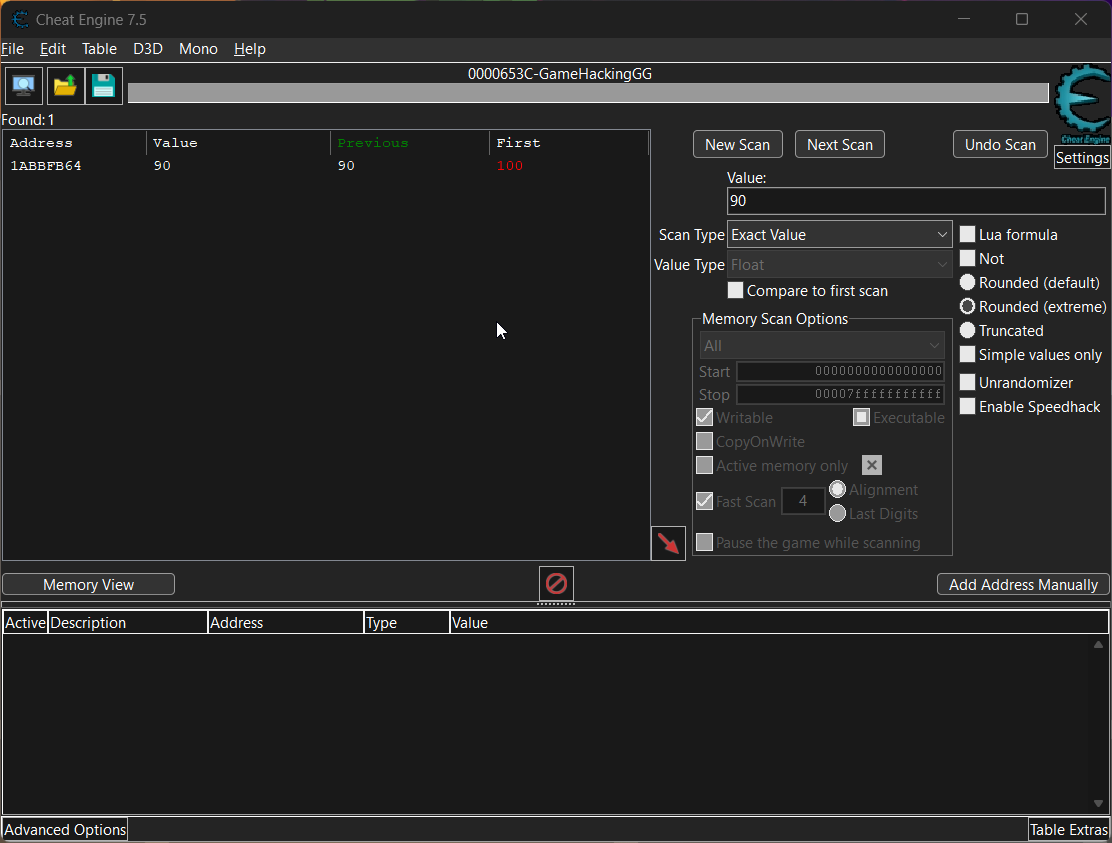 Cheat Engine 7.5
File Edit Table D3D Mono Help
0000653C-GameHackingGG
Found: 1
Cheat Engine
Settings
Address Value Previous First
1ABBFB64 90 90 100
New Scan Next Scan Undo Scan
Value:
90
Scan Type Exact Value
Value Type Float
Compare to first scan
Lua formula
Not
Rounded (default)
Rounded (extreme)
Truncated
Simple values only
Unrandomizer
Enable Speedhack
Memory Scan Options
All
Start 0000000000000000
Stop 00007fffffffffff
Writable Executable
CopyOnWrite
Active memory only
Fast Scan 4 Alignment
Last Digits
Pause the game while scanning
Memory View Add Address Manually
Active Description Address Type Value
Advanced Options Table Extras